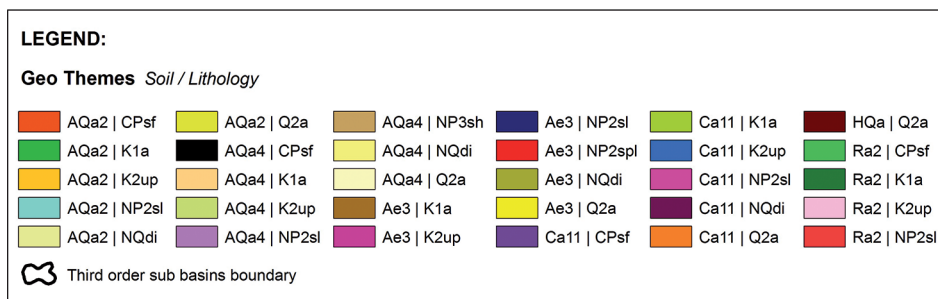 LEGEND:
Geo Themes Soil / Lithology
AQa2 | CPsf AQa2 | Q2a AQa4 | NP3sh Ae3 | NP2sl Ca11 | K1a HQa | Q2a
AQa2 | K1a AQa4 | CPsf AQa4 | NQdi Ae3 | NP2spl Ca11 | K2up Ra2 | CPsf
AQa2 | K2up AQa4 | K1a AQa4 | Q2a Ae3 | NQdi Ca11 | NP2sl Ra2 | K1a
AQa2 | NP2sl AQa4 | K2up Ae3 | K1a Ae3 | Q2a Ca11 | NQdi Ra2 | K2up
AQa2 | NQdi AQa4 | NP2sl Ae3 | K2up Ca11 | CPsf Ca11 | Q2a Ra2 | NP2sl
Third order sub basins boundary